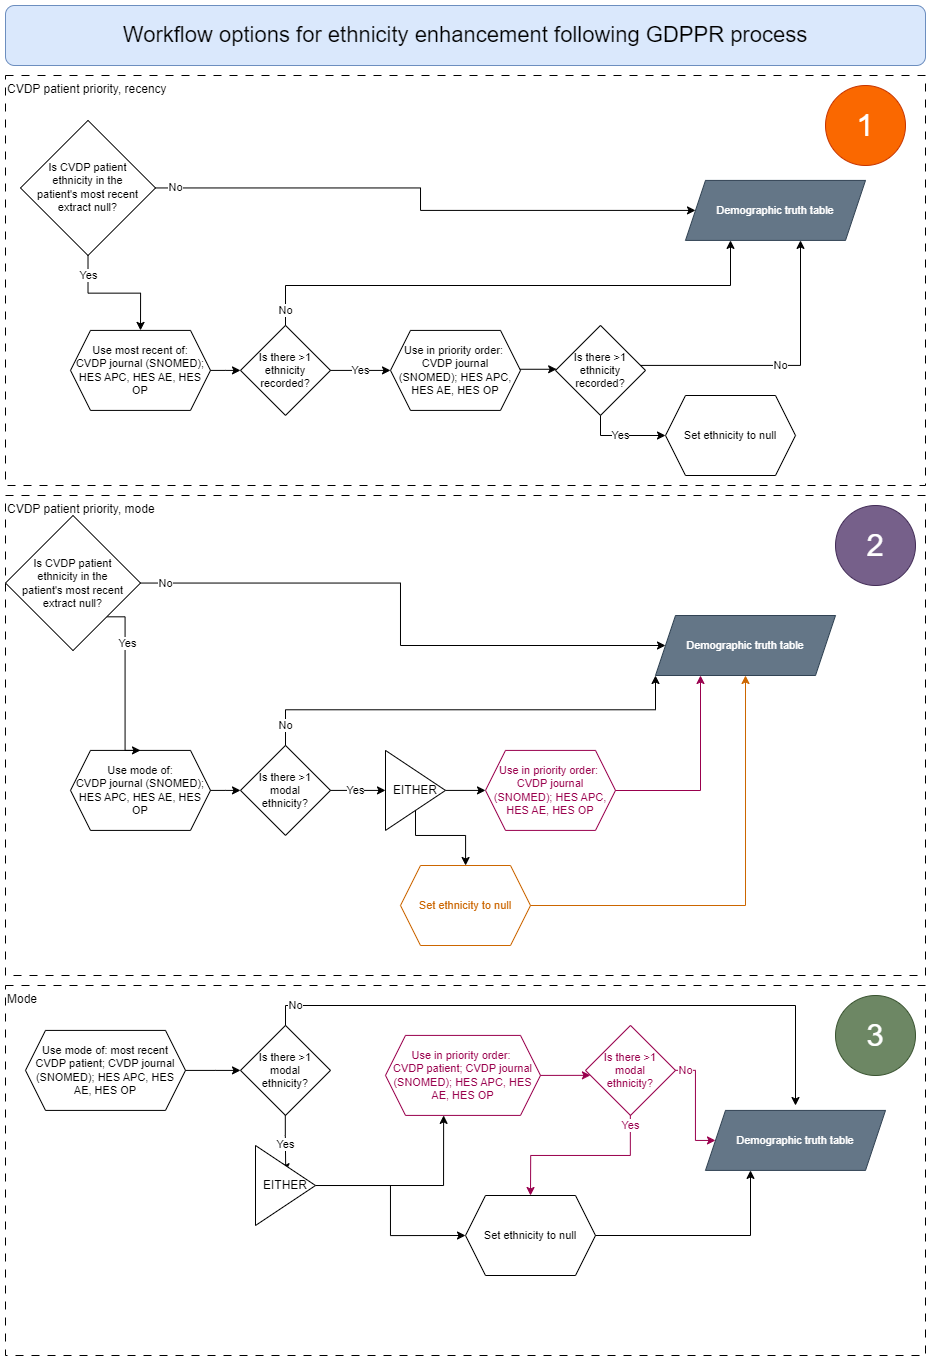 Workflow options for ethnicity enhancement following GDPPR process
CVDP patient priority, recency
1
Is CVDP patient
ethnicity in the
patient's most recent
extract null?
No
Demographic truth table
Yes
No
Use most recent of:
CVDP journal (SNOMED);
HES APC, HES AE, HES
OP
Is there >1
ethnicity
recorded?
Yes
Use in priority order:
CVDP journal
(SNOMED); HES APC,
HES AE, HES OP
Is there >1
ethnicity
recorded?
No
Yes
Set ethnicity to null
CVDP patient priority, mode
2
Is CVDP patient
ethnicity in the
patient's most recent
extract null?
No
Yes
Demographic truth table
No
Use mode of:
CVDP journal (SNOMED);
HES APC, HES AE, HES
OP
Is there >1
modal
ethnicity?
Yes
EITHER
Use in priority order:
CVDP journal
(SNOMED); HES APC,
HES AE, HES OP
Set ethnicity to null
Mode
3
No
Use mode of: most recent
CVDP patient; CVDP journal
(SNOMED); HES APC, HES
AE, HES OP
Is there >1
modal
ethnicity?
Use in priority order:
CVDP patient; CVDP journal
(SNOMED); HES APC, HES
AE, HES OP
Is there >1
modal
ethnicity?
No
Yes
Yes
Demographic truth table
EITHER
Set ethnicity to null